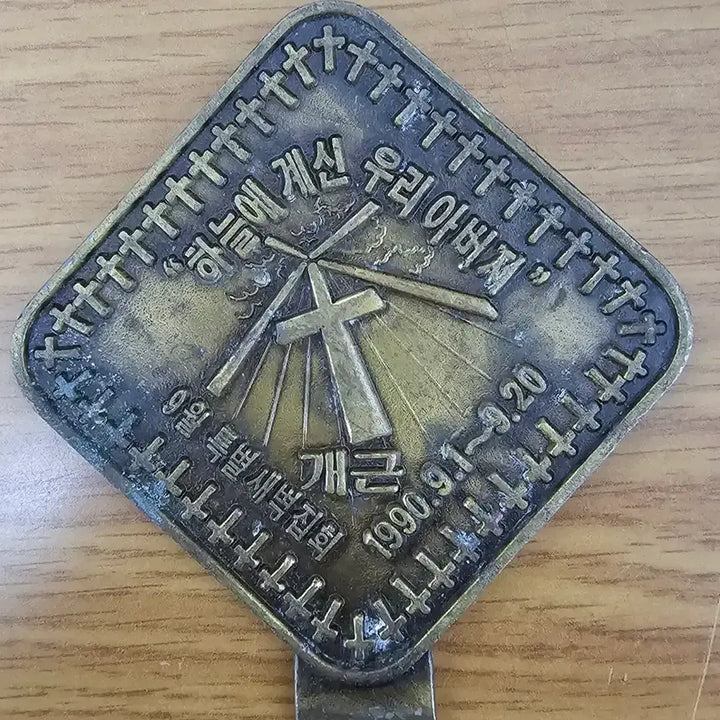 “하늘에 계신 우리 아버지”
개근
9월 특별새벽집회
1990.9.1~9.20